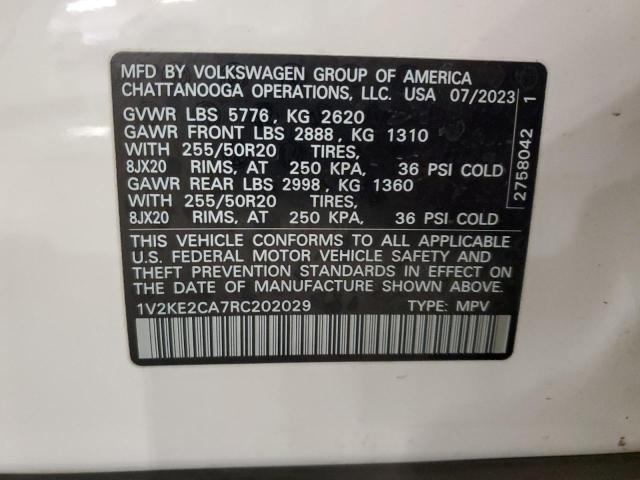 MFD BY VOLKSWAGEN GROUP OF AMERICA
CHATTANOOGA OPERATIONS, LLC. USA 07/2023
GVWR LBS 5776, KG 2620
GAWR FRONT LBS 2888, KG 1310
WITH 255/50R20 TIRES,
8JX20 RIMS, AT 250 KPA, 36 PSI COLD
GAWR REAR LBS 2998, KG 1360
WITH 255/50R20 TIRES,
8JX20 RIMS, AT 250 KPA, 36 PSI COLD
THIS VEHICLE CONFORMS TO ALL APPLICABLE
U.S. FEDERAL MOTOR VEHICLE SAFETY AND
THEFT PREVENTION STANDARDS IN EFFECT ON
THE DATE OF MANUFACTURE SHOWN ABOVE.
1V2KE2CA7RC202029 TYPE: MPV
2758042 1